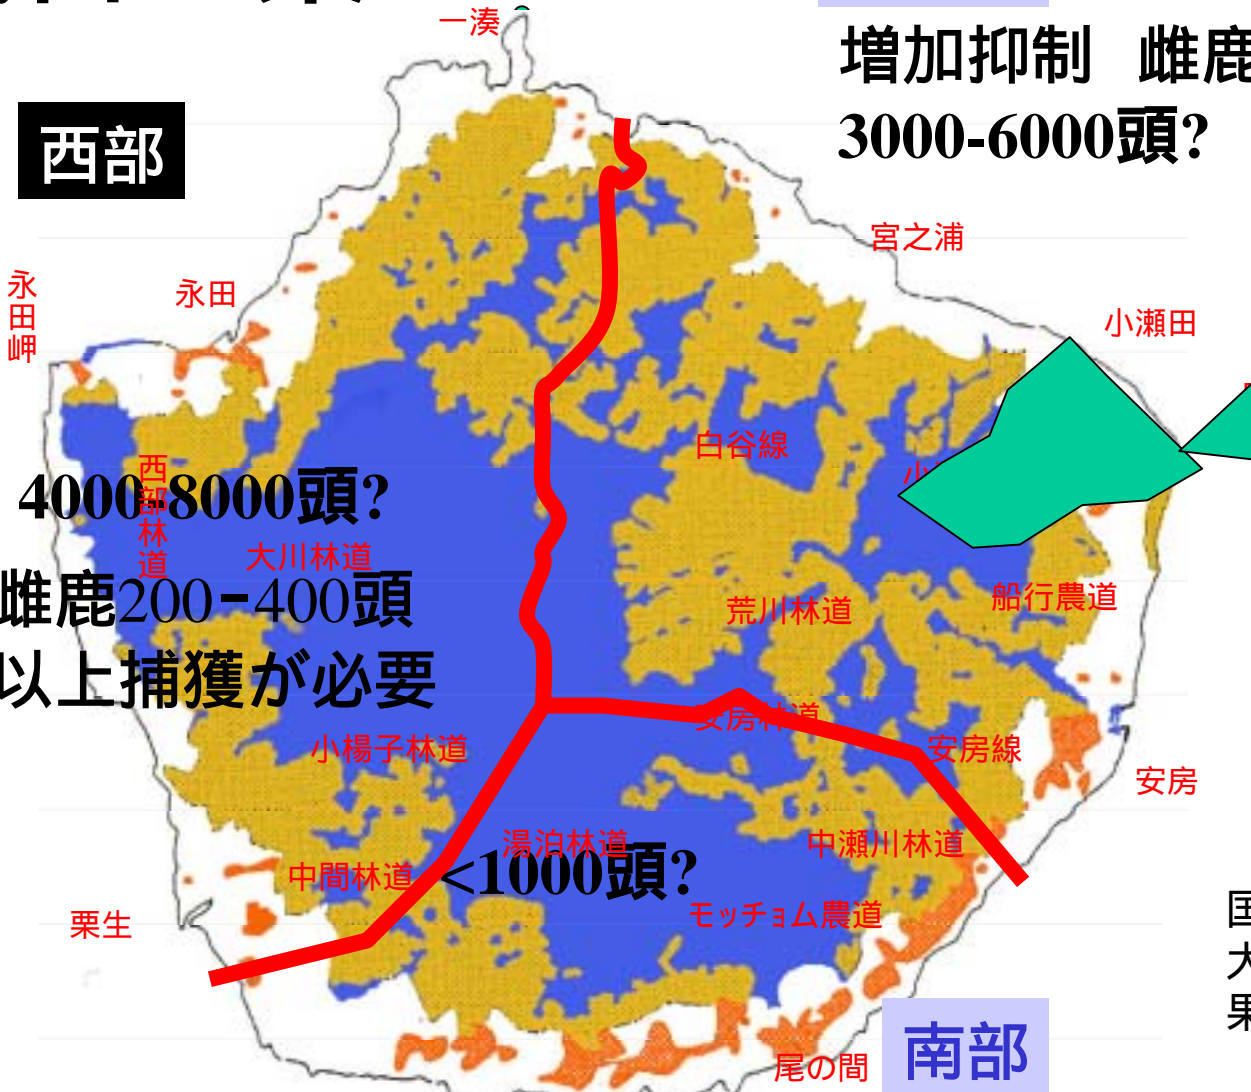 一湊
増加抑制 雌鹿
3000-6000頭?
西部
宮之浦
永田岬
永田
小瀬田
白谷線
小
4000-8000頭?
西部林道
大川林道
雌鹿200-400頭
以上捕獲が必要
荒川林道
船行農道
安房林道
小楊子林道
安房線
安房
湯泊林道
中瀬川林道
中間林道
<1000頭?
モッチョム農道
栗生
国
大
果
南部
尾の間